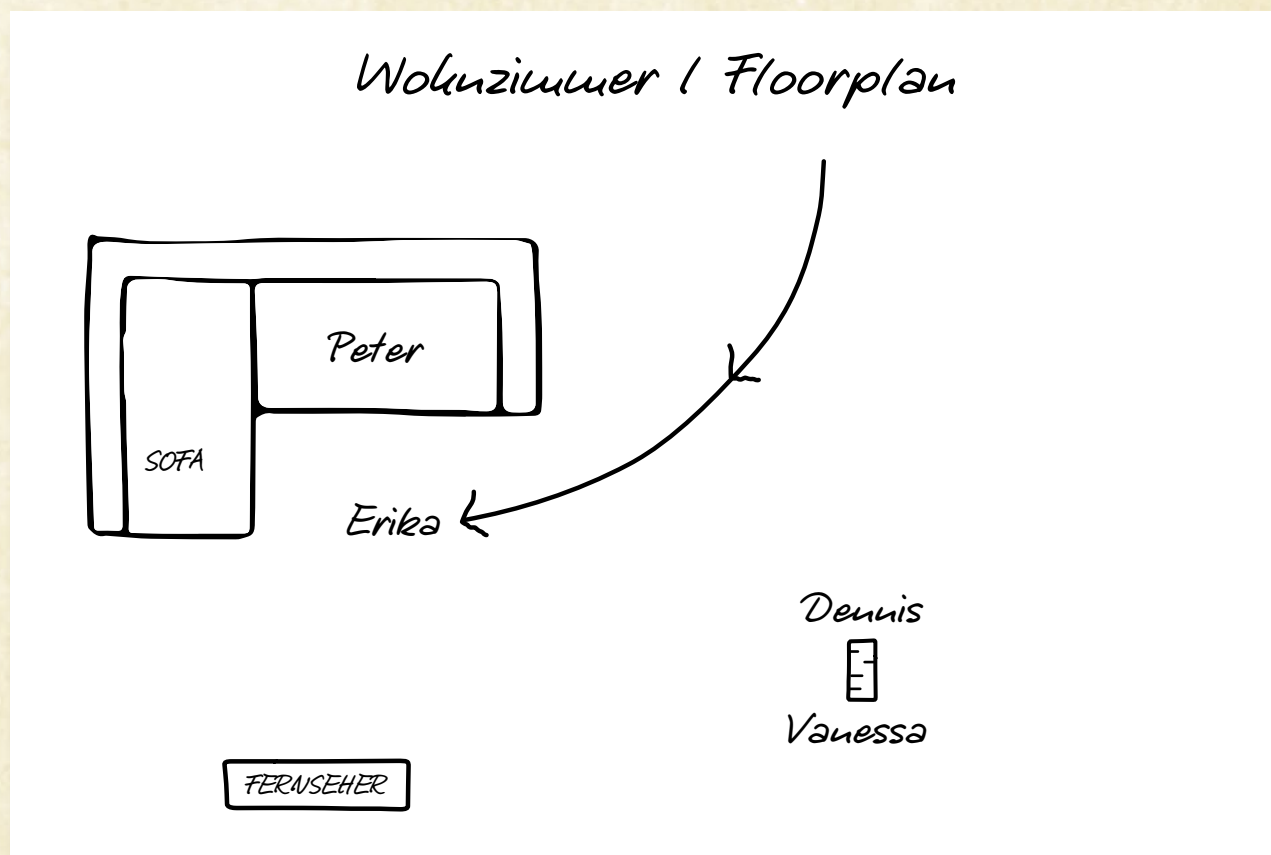 Wohnzimmer / Floorplan
Peter
SOFA
Erika
Dennis
Vanessa
FERNSEHER